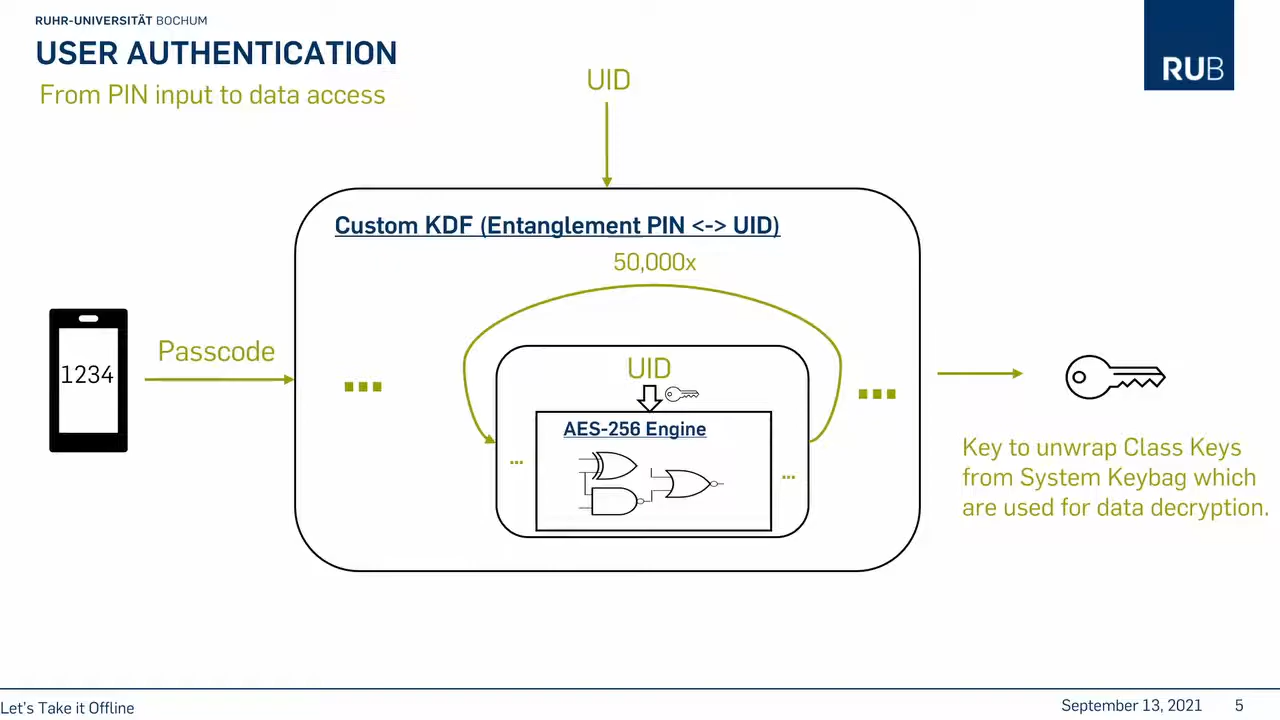 RUHR-UNIVERSITÄT BOCHUM
USER AUTHENTICATION
From PIN input to data access
RUB
UID
Custom KDF (Entanglement PIN <-> UID)
50,000x
1234
Passcode
...
UID
AES-256 Engine
...
...
...
Key to unwrap Class Keys
from System Keybag which
are used for data decryption.
Let's Take it Offline
September 13, 2021
5